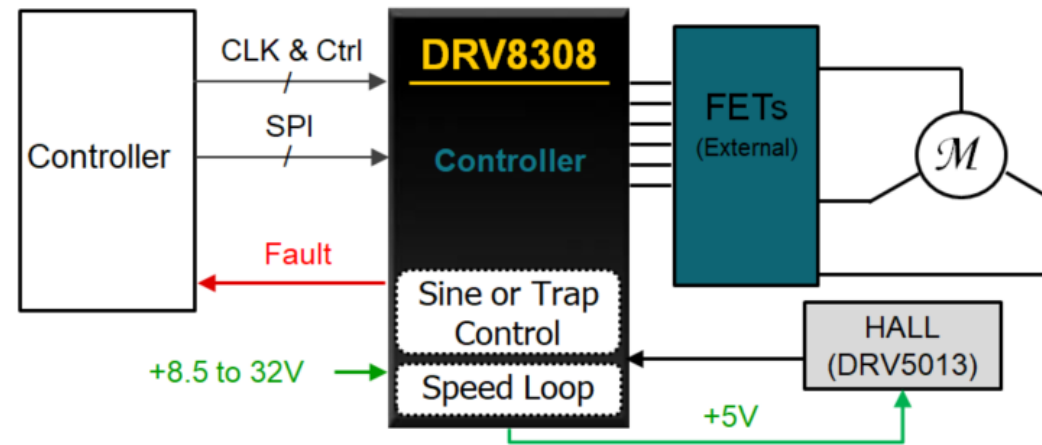 CLK & Ctrl
SPI
Controller
Fault
+8.5 to 32V
DRV8308
Controller
Sine or Trap
Control
Speed Loop
FETs
(External)
M
HALL
(DRV5013)
+5V